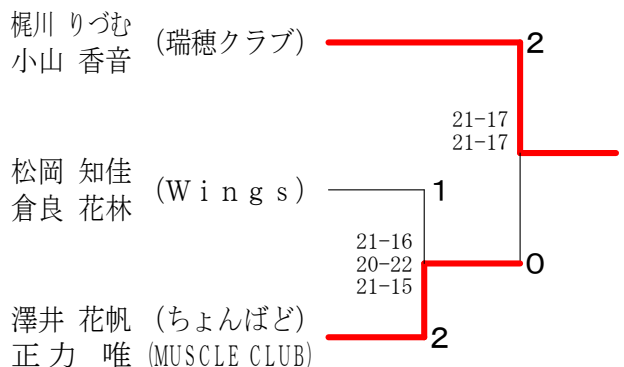 梶川 りづむ (瑞穂クラブ)
小山 香音
2
21-17
21-17
松岡 知佳 (Wings)
倉良 花林
1
21-16
20-22
21-15
0
澤井 花帆 (ちょんばど)
正力 唯 (MUSCLE CLUB)
2